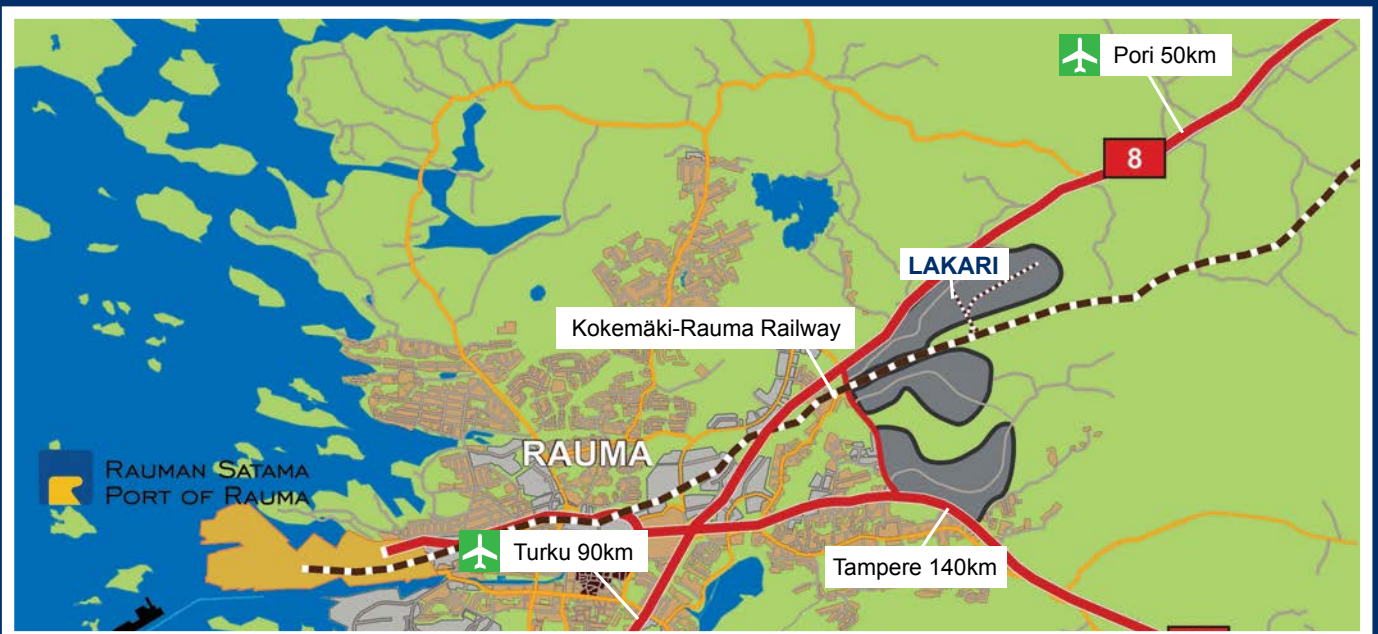 Pori 50km
8
LAKARI
Kokemäki-Rauma Railway
RAUMA
RAUMAN SATAMA
PORT OF RAUMA
Turku 90km
Tampere 140km